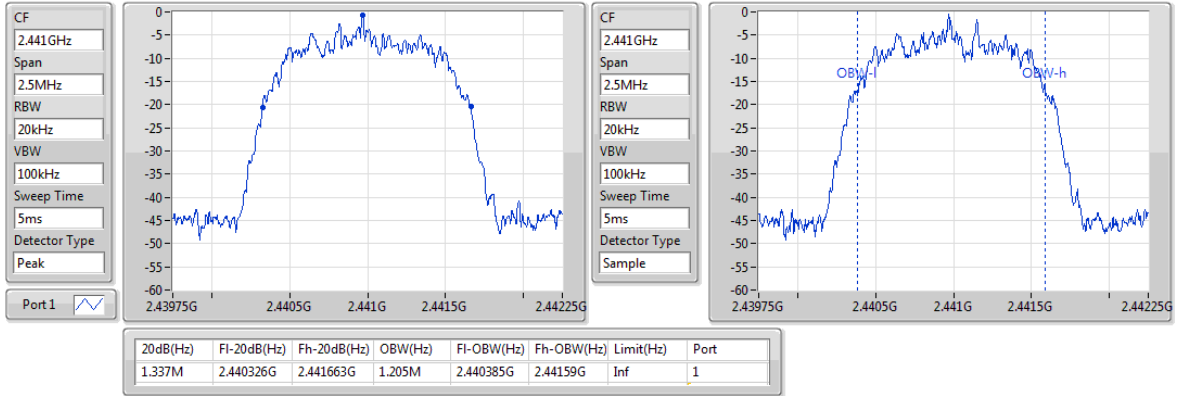 CF
2.441GHz
Span
2.5MHz
RBW
20kHz
VBW
100kHz
Sweep Time
5ms
Detector Type
Peak
Port 1
0
-5
-10
-15
-20
-25
-30
-35
-40
-45
-50
-55
-60
2.43975G 2.4405G 2.441G 2.4415G 2.44225G
CF
2.441GHz
Span
2.5MHz
RBW
20kHz
VBW
100kHz
Sweep Time
5ms
Detector Type
Sample
0
-5
-10
-15
-20
-25
-30
-35
-40
-45
-50
-55
-60
OBW-l OBW-h
2.43975G 2.4405G 2.441G 2.4415G 2.44225G
20dB(Hz) Fl-20dB(Hz) Fh-20dB(Hz) OBW(Hz) Fl-OBW(Hz) Fh-OBW(Hz) Limit(Hz) Port
1.337M 2.440326G 2.441663G 1.205M 2.440385G 2.44159G Inf 1